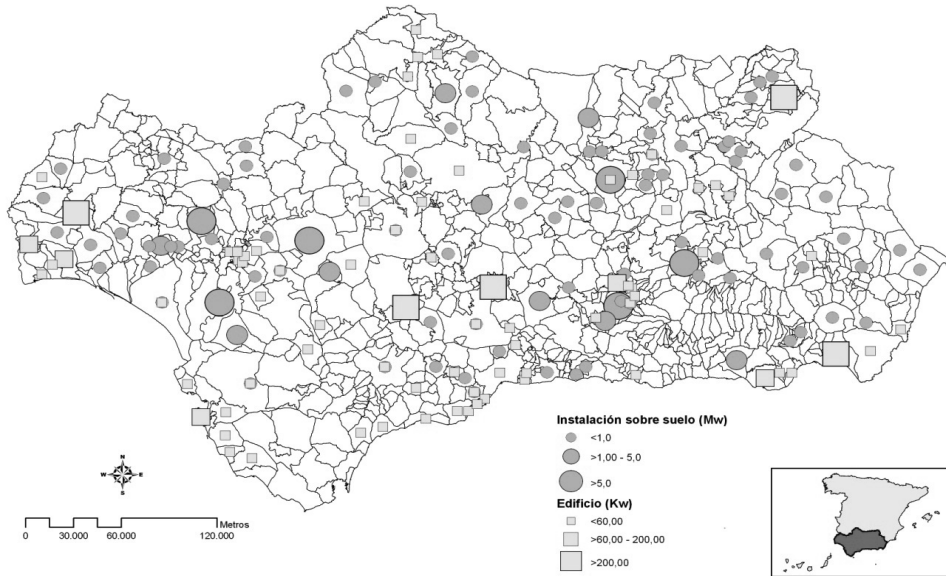 Instalación sobre suelo (Mw)
<1,0
>1,00 - 5,0
>5,0
Edificio (Kw)
<60,00
>60,00 - 200,00
>200,00
N
W E
S
Metros
0 30.000 60.000 120.000